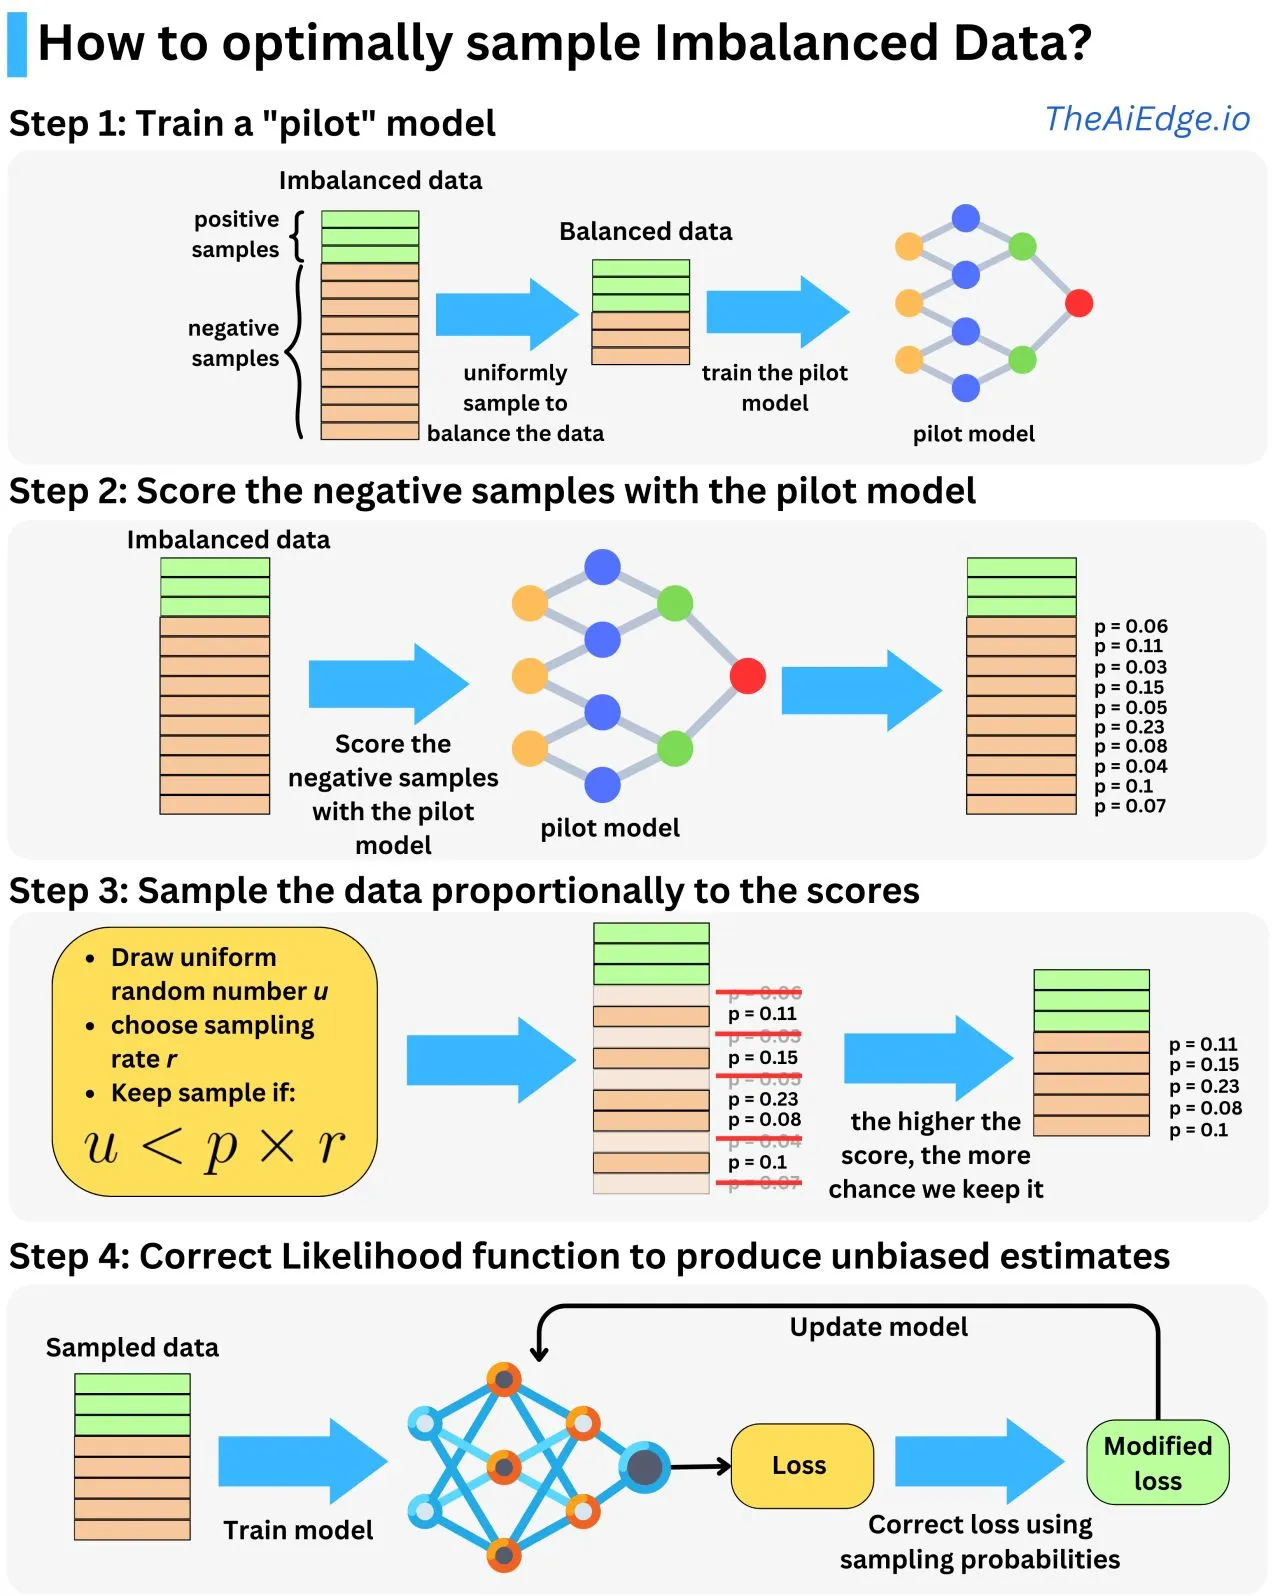 How to optimally sample Imbalanced Data?
Step 1: Train a "pilot" model
TheAiEdge.io
Imbalanced data
positive
samples
negative
samples
uniformly
sample to
balance the data
Balanced data
train the pilot
model
pilot model
Step 2: Score the negative samples with the pilot model
Imbalanced data
Score the
negative samples
with the pilot
model
pilot model
p = 0.06
p = 0.11
p = 0.03
p = 0.15
p = 0.05
p = 0.23
p = 0.08
p = 0.04
p = 0.1
p = 0.07
Step 3: Sample the data proportionally to the scores
• Draw uniform
random number u
• choose sampling
rate r
• Keep sample if:
u < p × r
p = 0.06
p = 0.11
p = 0.03
p = 0.15
p = 0.05
p = 0.23
p = 0.08
p = 0.04
p = 0.1
p = 0.07
the higher the
score, the more
chance we keep it
p = 0.11
p = 0.15
p = 0.23
p = 0.08
p = 0.1
Step 4: Correct Likelihood function to produce unbiased estimates
Sampled data
Train model
Update model
Loss
Correct loss using
sampling probabilities
Modified
loss